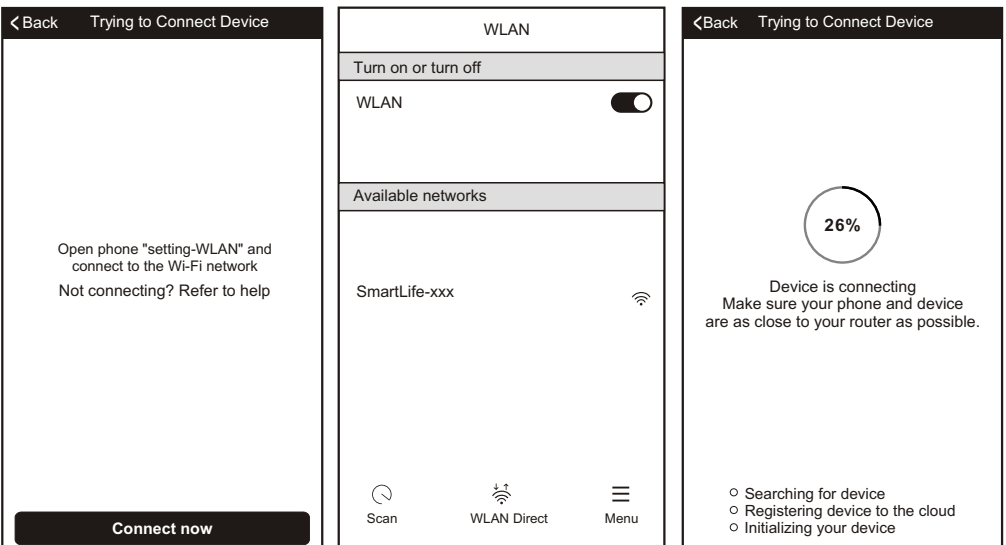 Back Trying to Connect Device
Open phone "setting-WLAN" and
connect to the Wi-Fi network
Not connecting? Refer to help
Connect now
WLAN
Turn on or turn off
WLAN
Available networks
SmartLife-xxx
Scan WLAN Direct Menu
Back Trying to Connect Device
26%
Device is connecting
Make sure your phone and device
are as close to your router as possible.
Searching for device
Registering device to the cloud
Initializing your device